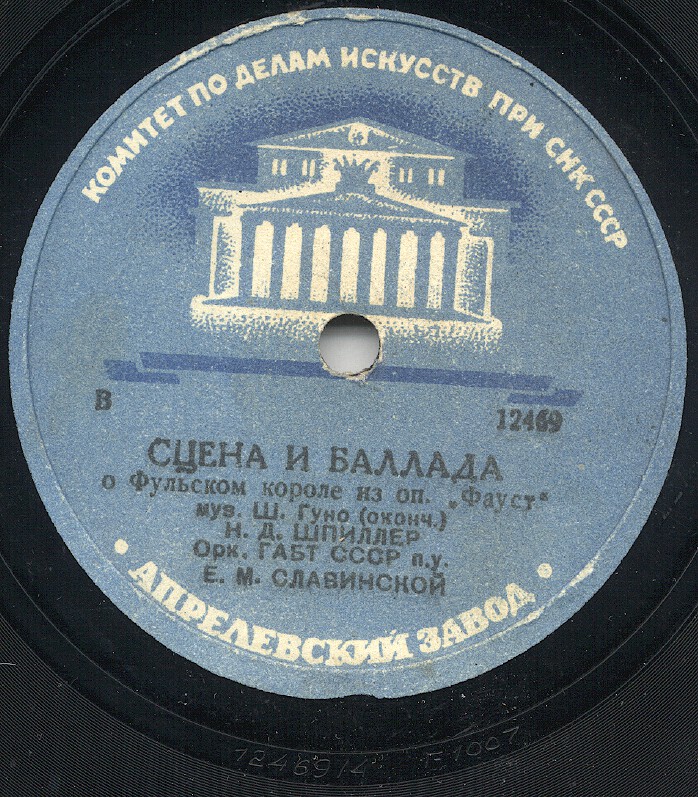 КОМИТЕТ ПО ДЕЛАМ ИСКУССТВ ПРИ СНК СССР
В
12469
СЦЕНА И БАЛЛАДА
о Фульском короле из оп. „Фауст“
муз. Ш. Гуно (оконч.)
Н. Д. ШПИЛЛЕР
Орк. ГАБТ СССР п.у.
Е. М. СЛАВИНСКОЙ
• АПРЕЛЕВСКИЙ ЗАВОД •